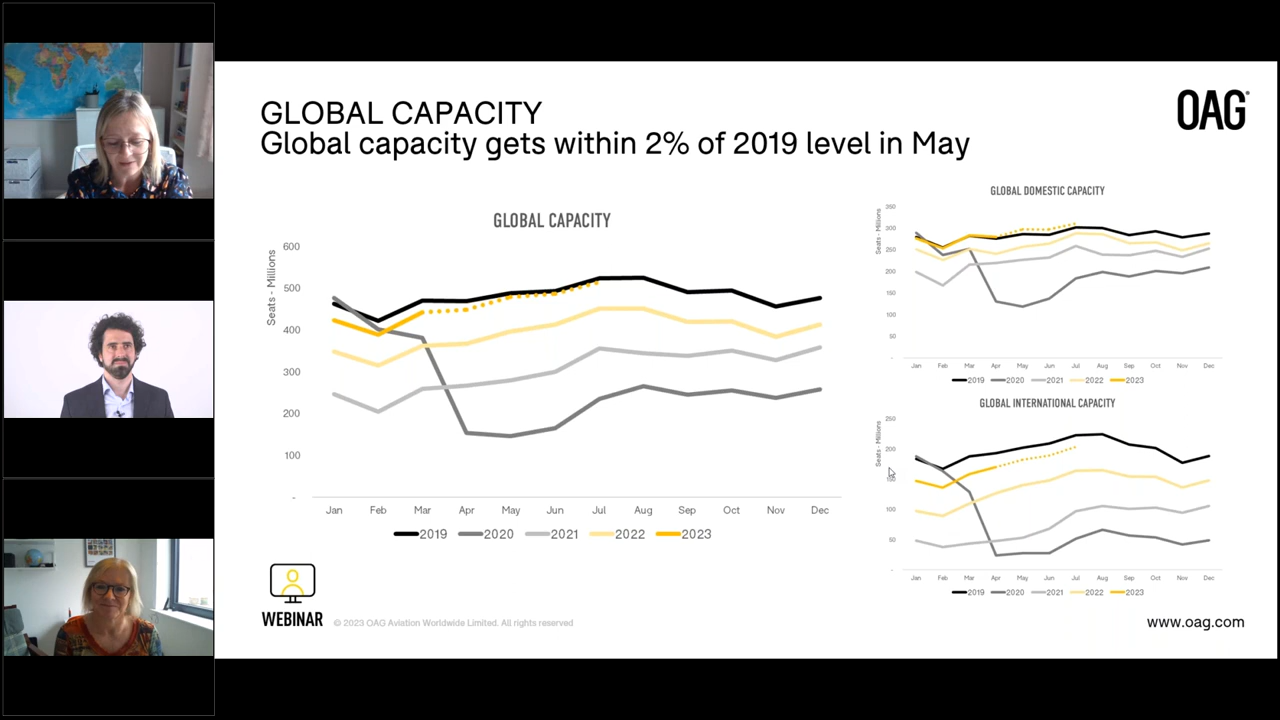 GLOBAL CAPACITY
Global capacity gets within 2% of 2019 level in May
OAG
GLOBAL CAPACITY
Seats - Millions
600
500
400
300
200
100
-
Jan Feb Mar Apr May Jun Jul Aug Sep Oct Nov Dec
2019 2020 2021 2022 2023
GLOBAL DOMESTIC CAPACITY
Seats - Millions
350
300
250
200
150
100
50
-
Jan Feb Mar Apr May Jun Jul Aug Sep Oct Nov Dec
2019 2020 2021 2022 2023
GLOBAL INTERNATIONAL CAPACITY
Seats - Millions
250
200
150
100
50
-
Jan Feb Mar Apr May Jun Jul Aug Sep Oct Nov Dec
2019 2020 2021 2022 2023
WEBINAR
© 2023 OAG Aviation Worldwide Limited. All rights reserved
www.oag.com